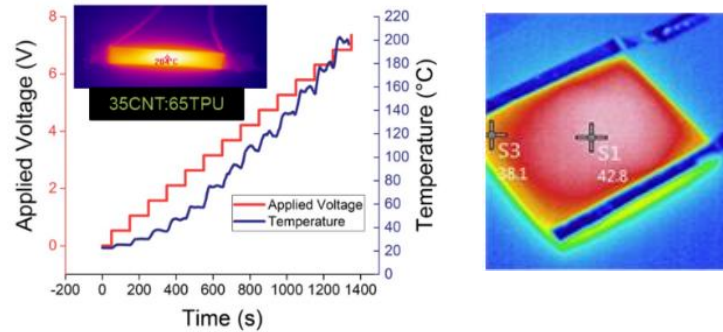 Applied Voltage (V)
8
6
4
2
0
204°C
35CNT:65TPU
Applied Voltage
Temperature
220
200
180
160
140
120
100
80
60
40
20
0
Temperature (°C)
-200 0 200 400 600 800 1000 1200 1400
Time (s)
S3
38.1
S1
42.8